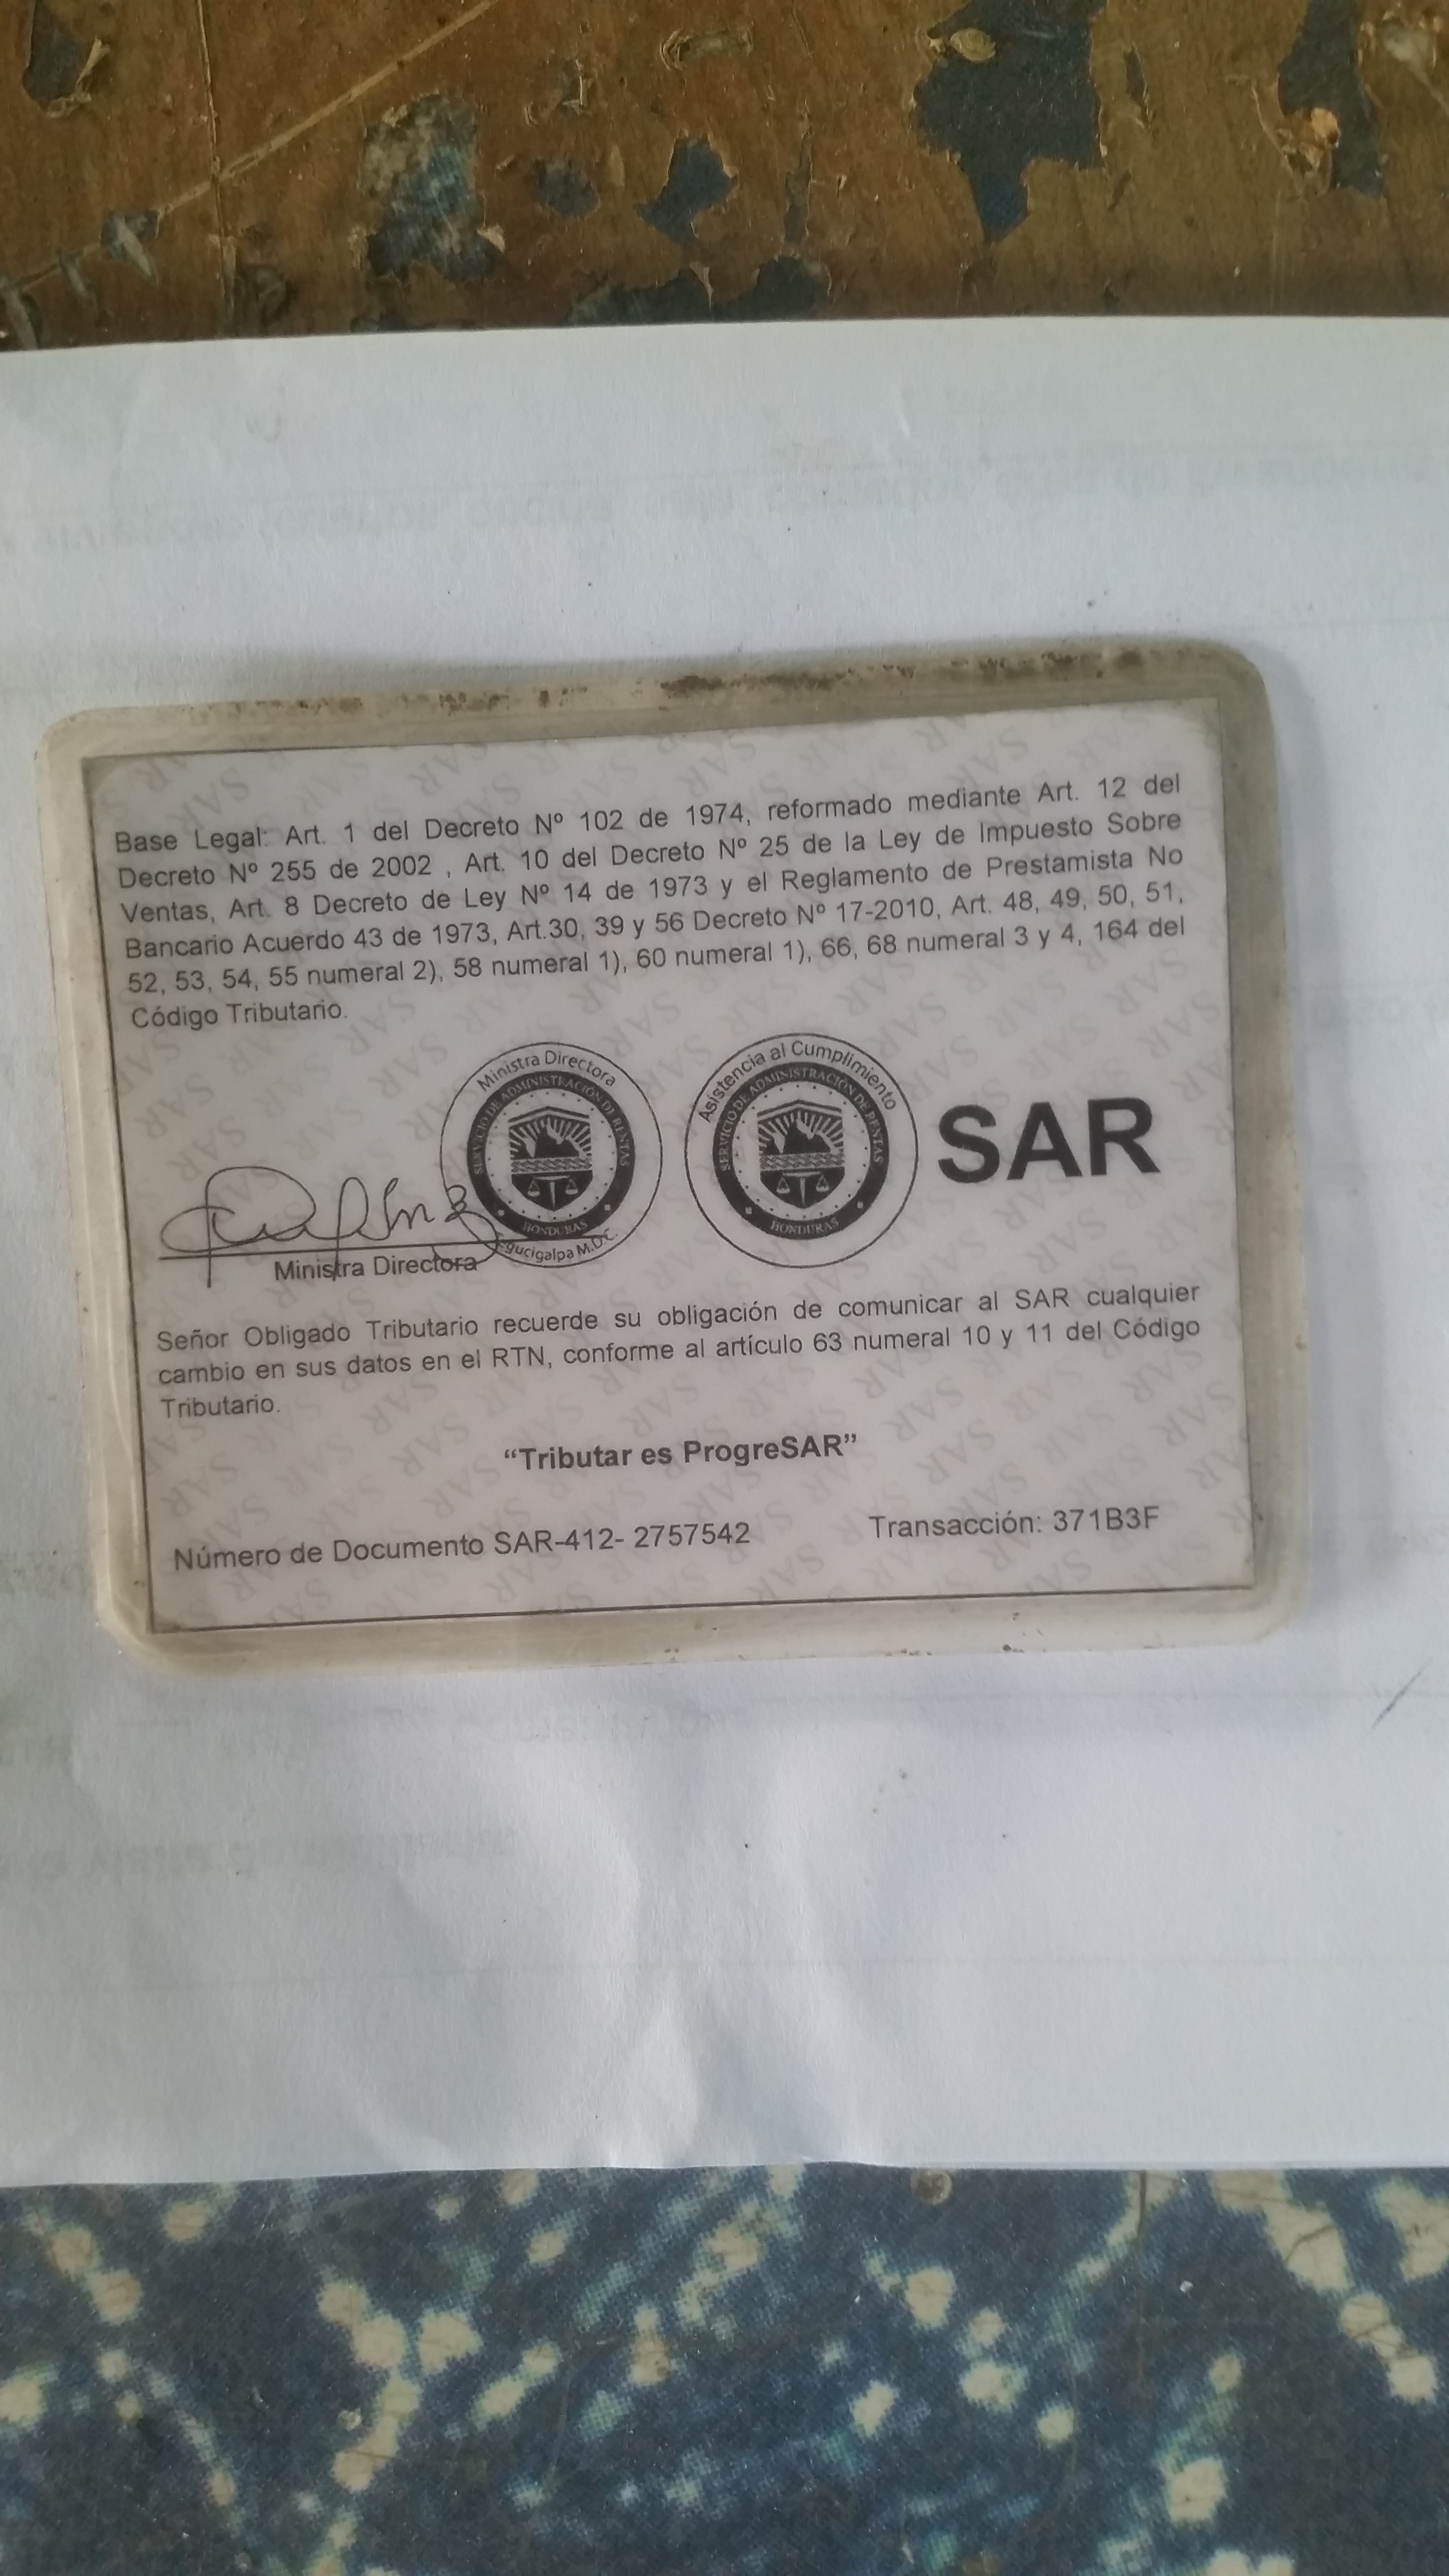 Base Legal: Art. 1 del Decreto Nº 102 de 1974, reformado mediante Art. 12 del
Decreto Nº 255 de 2002 , Art. 10 del Decreto Nº 25 de la Ley de Impuesto Sobre
Ventas, Art. 8 Decreto de Ley Nº 14 de 1973 y el Reglamento de Prestamista No
Bancario Acuerdo 43 de 1973, Art.30, 39 y 56 Decreto Nº 17-2010, Art. 48, 49, 50, 51,
52, 53, 54, 55 numeral 2), 58 numeral 1), 60 numeral 1), 66, 68 numeral 3 y 4, 164 del
Código Tributario.
Ministra Directora
SERVICIO DE ADMINISTRACIÓN DE RENTAS
HONDURAS
M.D.C.
Asistencia al Cumplimiento
SERVICIO DE ADMINISTRACIÓN DE RENTAS
HONDURAS
SAR
Ministra Directora
Señor Obligado Tributario recuerde su obligación de comunicar al SAR cualquier
cambio en sus datos en el RTN, conforme al artículo 63 numeral 10 y 11 del Código
Tributario.
“Tributar es ProgreSAR”
Número de Documento SAR-412- 2757542 Transacción: 371B3F